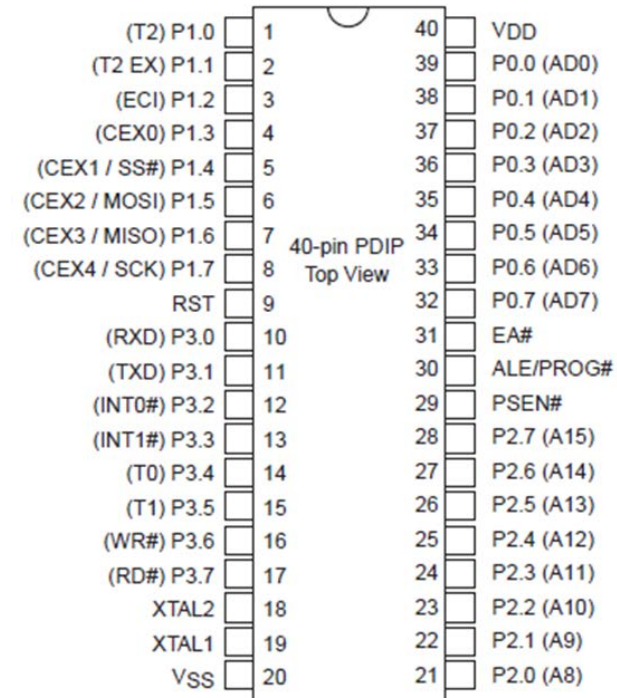 (T2) P1.0 1 40 VDD
(T2 EX) P1.1 2 39 P0.0 (AD0)
(ECI) P1.2 3 38 P0.1 (AD1)
(CEX0) P1.3 4 37 P0.2 (AD2)
(CEX1 / SS#) P1.4 5 36 P0.3 (AD3)
(CEX2 / MOSI) P1.5 6 35 P0.4 (AD4)
(CEX3 / MISO) P1.6 7 34 P0.5 (AD5)
40-pin PDIP
Top View
(CEX4 / SCK) P1.7 8 33 P0.6 (AD6)
RST 9 32 P0.7 (AD7)
(RXD) P3.0 10 31 EA#
(TXD) P3.1 11 30 ALE/PROG#
(INT0#) P3.2 12 29 PSEN#
(INT1#) P3.3 13 28 P2.7 (A15)
(T0) P3.4 14 27 P2.6 (A14)
(T1) P3.5 15 26 P2.5 (A13)
(WR#) P3.6 16 25 P2.4 (A12)
(RD#) P3.7 17 24 P2.3 (A11)
XTAL2 18 23 P2.2 (A10)
XTAL1 19 22 P2.1 (A9)
VSS 20 21 P2.0 (A8)